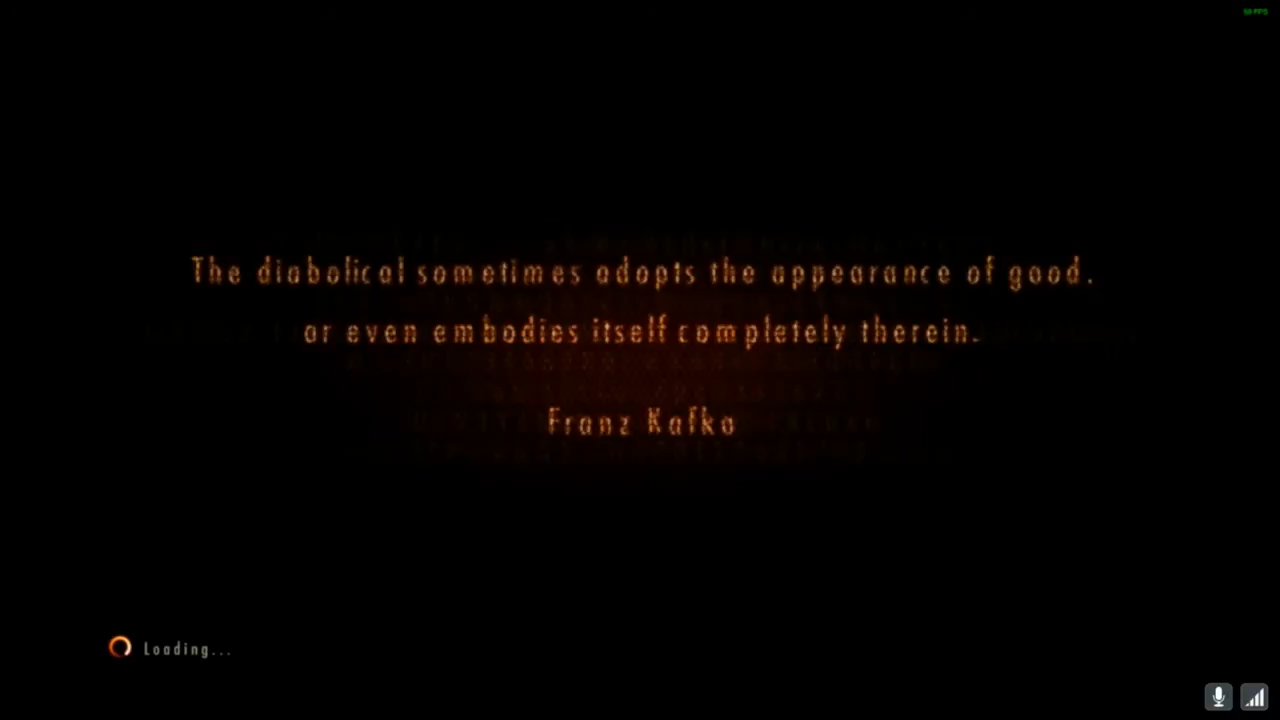 The diabolical sometimes adopts the appearance of good.
or even embodies itself completely therein.
Franz Kafka
Loading...